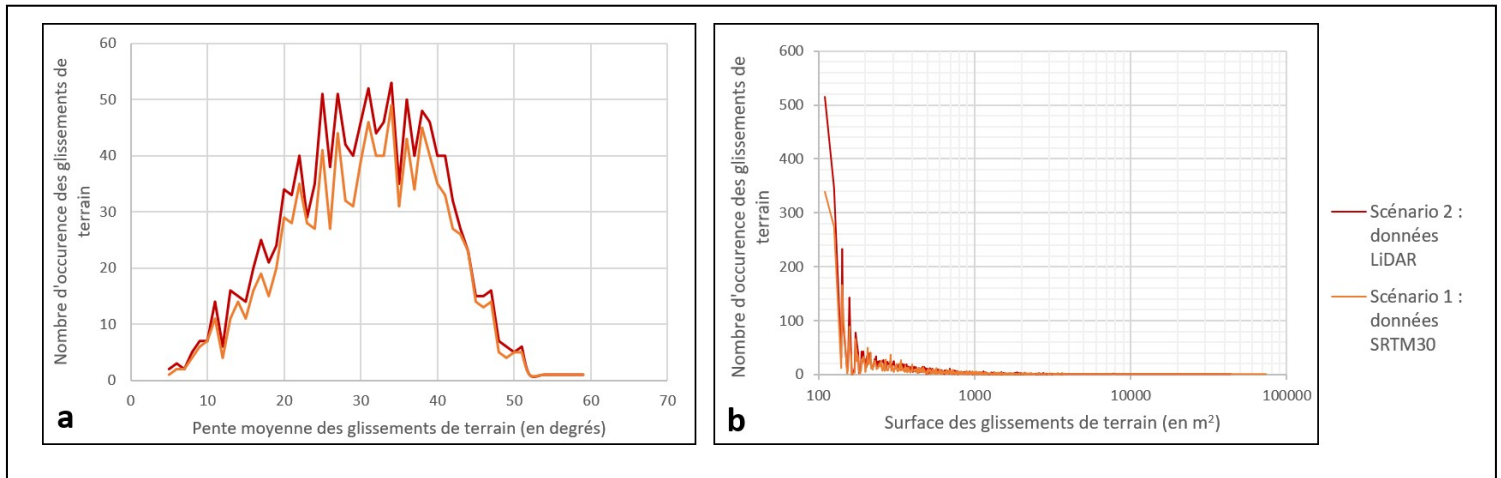 60
50
40
30
20
10
0
Nombre d'occurence des glissements de
terrain
0 10 20 30 40 50 60 70
Pente moyenne des glissements de terrain (en degrés)
a
600
500
400
300
200
100
0
Nombre d'occurence des glissements de
terrain
100 1000 10000 100000
Surface des glissements de terrain (en m²)
b
Scénario 2 :
données
LiDAR
Scénario 1 :
données
SRTM30